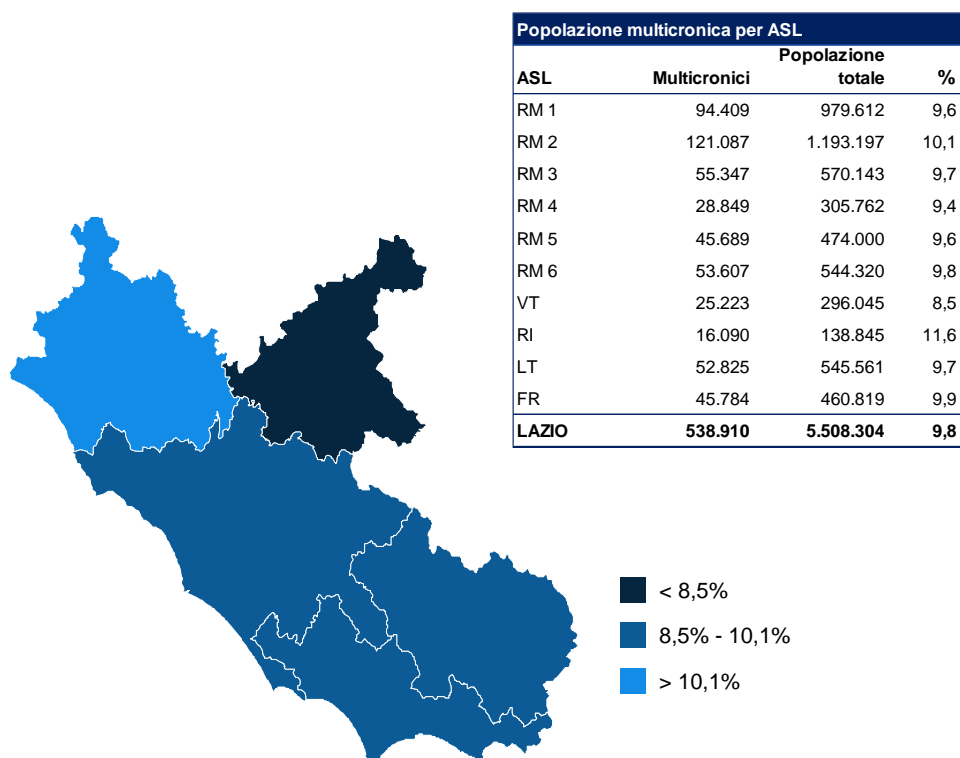 Popolazione multicronica per ASL
ASL Multicronici Popolazione totale %
RM 1 94.409 979.612 9,6
RM 2 121.087 1.193.197 10,1
RM 3 55.347 570.143 9,7
RM 4 28.849 305.762 9,4
RM 5 45.689 474.000 9,6
RM 6 53.607 544.320 9,8
VT 25.223 296.045 8,5
RI 16.090 138.845 11,6
LT 52.825 545.561 9,7
FR 45.784 460.819 9,9
LAZIO 538.910 5.508.304 9,8
< 8,5%
8,5% - 10,1%
> 10,1%